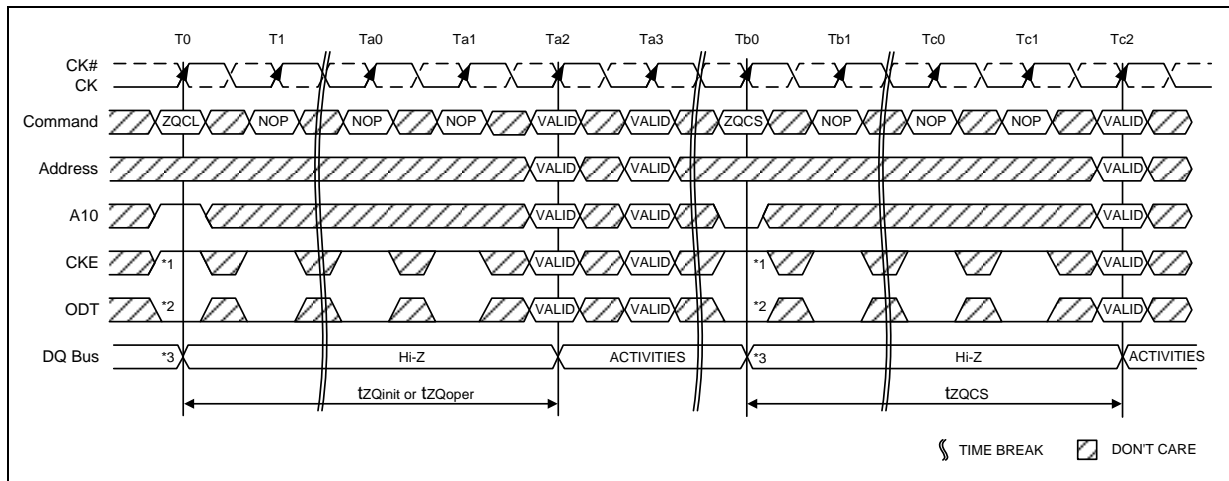 T0 T1 Ta0 Ta1 Ta2 Ta3 Tb0 Tb1 Tc0 Tc1 Tc2
CK#
CK
Command ZQCL NOP NOP NOP VALID VALID ZQCS NOP NOP NOP VALID
Address VALID VALID VALID
A10 VALID VALID VALID
CKE *1 VALID VALID *1 VALID
ODT *2 VALID VALID *2 VALID
DQ Bus *3 Hi-Z ACTIVITIES *3 Hi-Z ACTIVITIES
tZQinit or tZQoper tZQCS
TIME BREAK DON'T CARE